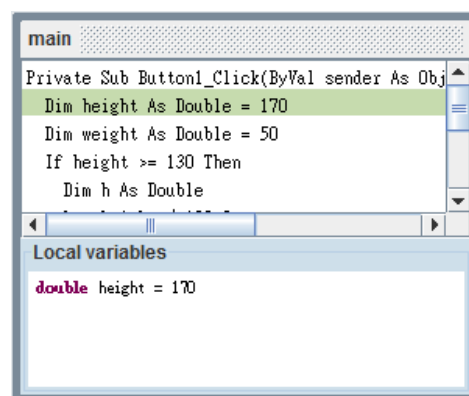 main
Private Sub Button1_Click(ByVal sender As Obj
Dim height As Double = 170
Dim weight As Double = 50
If height >= 130 Then
Dim h As Double
Local variables
double height = 170